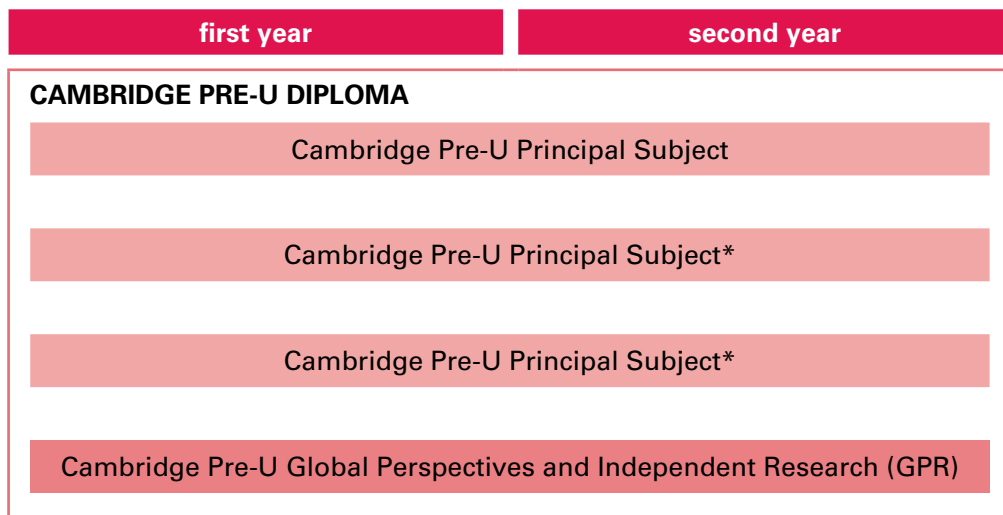 first year
second year
CAMBRIDGE PRE-U DIPLOMA
Cambridge Pre-U Principal Subject
Cambridge Pre-U Principal Subject*
Cambridge Pre-U Principal Subject*
Cambridge Pre-U Global Perspectives and Independent Research (GPR)